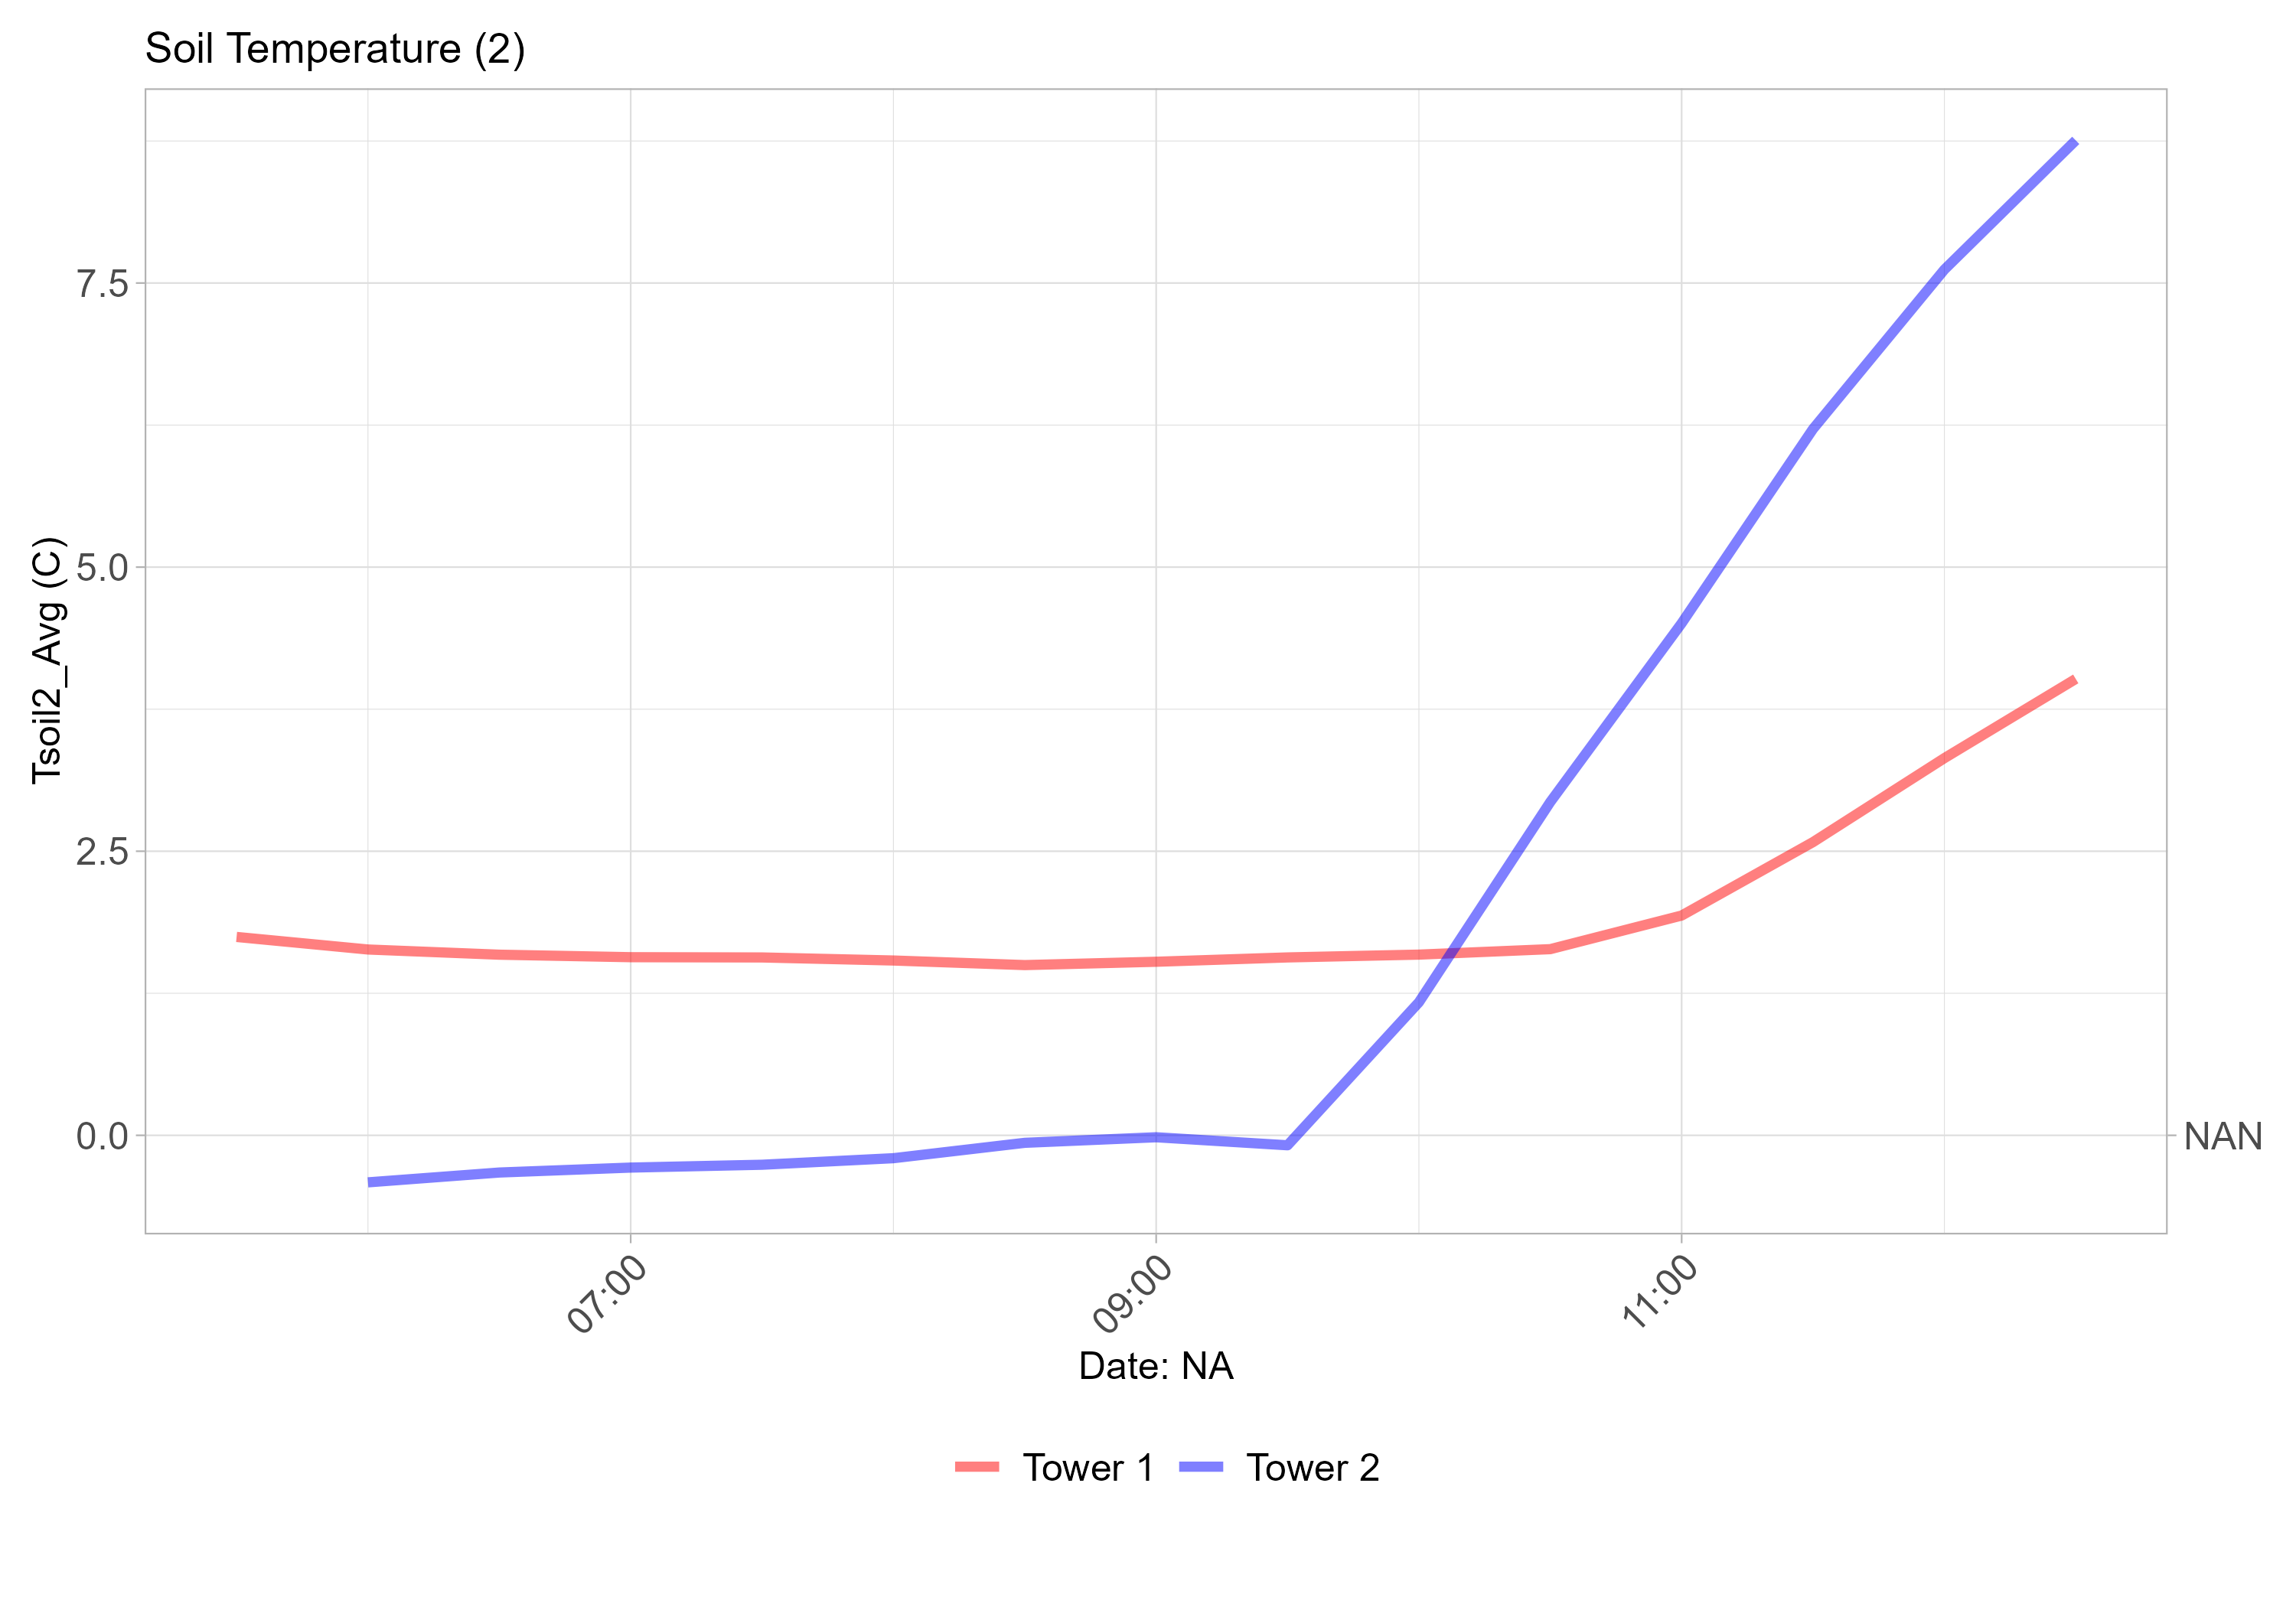 Soil Temperature (2)
Tsoil2_Avg (C)
7.5
5.0
2.5
0.0
NAN
07:00
09:00
11:00
Date: NA
Tower 1
Tower 2